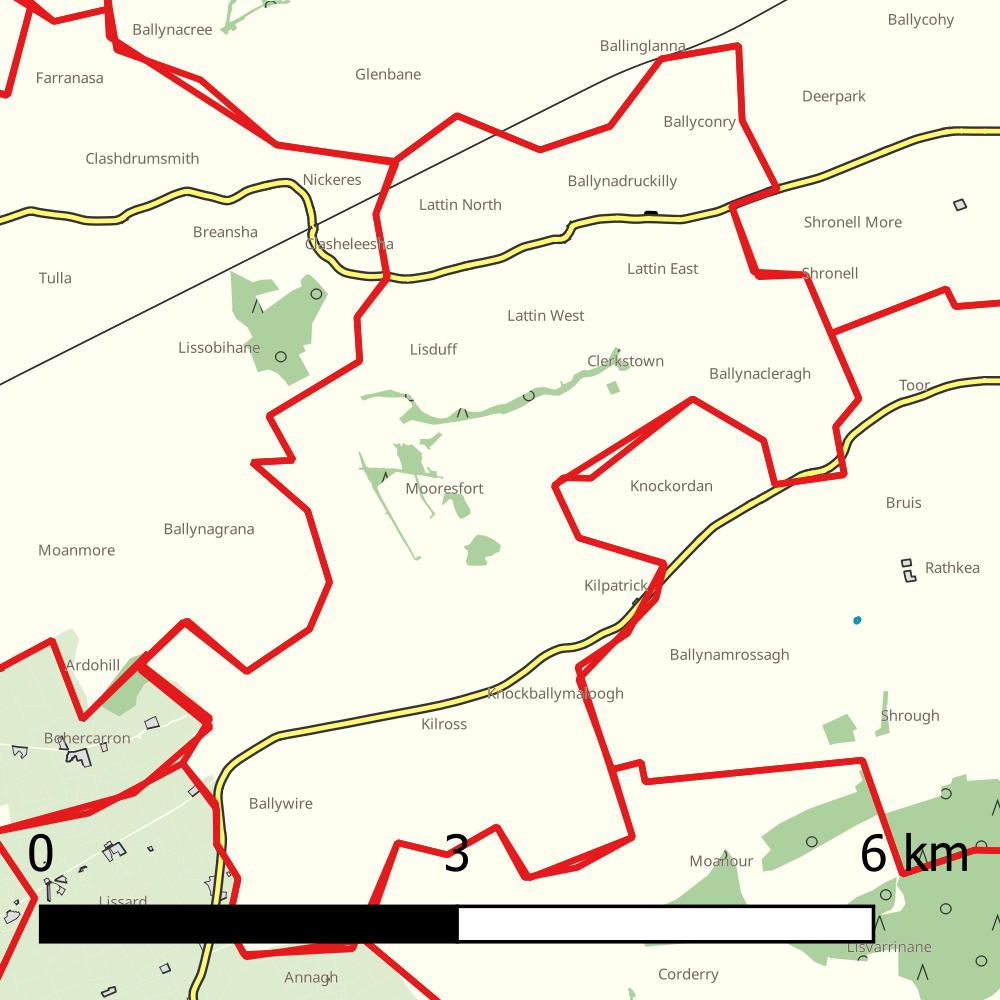 Ballycohy
Ballynacree
Ballinglanna
Farranasa
Glenbane
Deerpark
Ballyconry
Clashdrumsmith
Nickeres
Ballynadruckilly
Lattin North
Shronell More
Breansha
Clasheleesha
Tulla
Lattin East
Shronell
Lattin West
Lissobihane
Lisduff
Clerkstown
Ballynacleragh
Toor
Mooresfort
Knockordan
Bruis
Ballynagrana
Moanmore
Rathkea
Kilpatrick
Ballynamrossagh
Ardohill
Knockballymaloogh
Shrough
Kilross
Bohercarron
Ballywire
0 3 6 km
Moanour
Lissard
Lisvarrinane
Annagh
Corderry